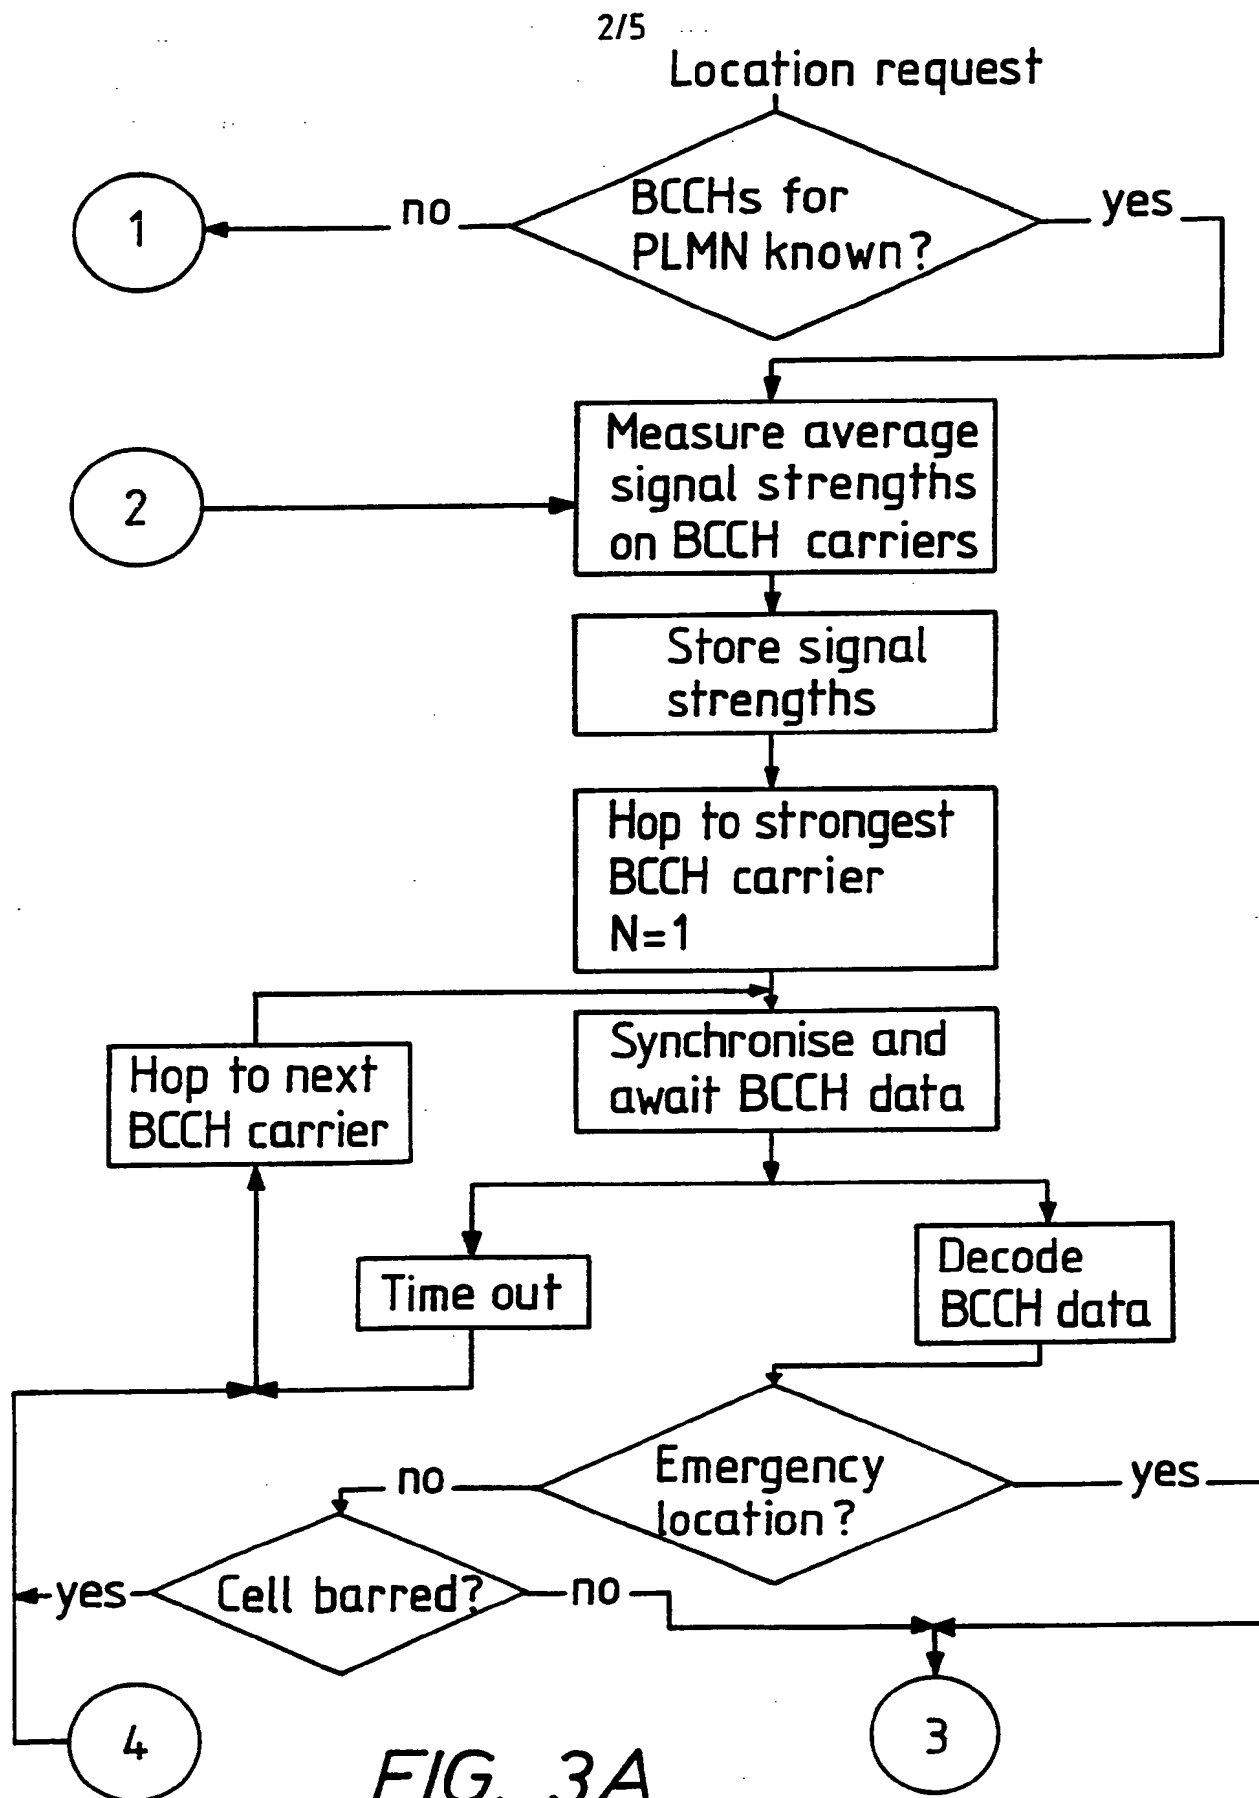 2/5
Location request
BCCHs for
PLMN known?
no
yes
1
Measure average
signal strengths
on BCCH carriers
2
Store signal
strengths
Hop to strongest
BCCH carrier
N=1
Synchronise and
await BCCH data
Hop to next
BCCH carrier
Time out
Decode
BCCH data
Emergency
location?
no
yes
Cell barred?
yes
no
4
3
FIG. 3A